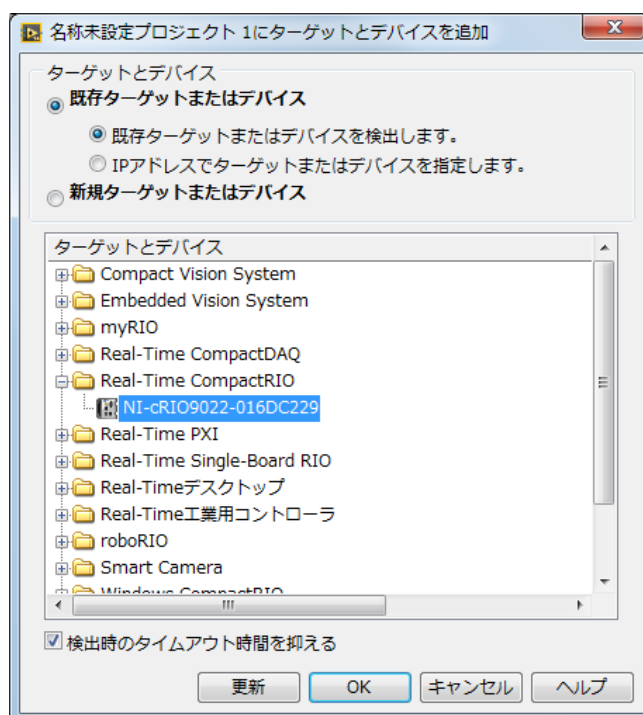 名称未設定プロジェクト 1にターゲットとデバイスを追加
ターゲットとデバイス
既存ターゲットまたはデバイス
既存ターゲットまたはデバイスを検出します。
IPアドレスでターゲットまたはデバイスを指定します。
新規ターゲットまたはデバイス
ターゲットとデバイス
Compact Vision System
Embedded Vision System
myRIO
Real-Time CompactDAQ
Real-Time CompactRIO
NI-cRIO9022-016DC229
Real-Time PXI
Real-Time Single-Board RIO
Real-Timeデスクトップ
Real-Time工業用コントローラ
roboRIO
Smart Camera
Windows CompactRIO
検出時のタイムアウト時間を抑える
更新 OK キャンセル ヘルプ